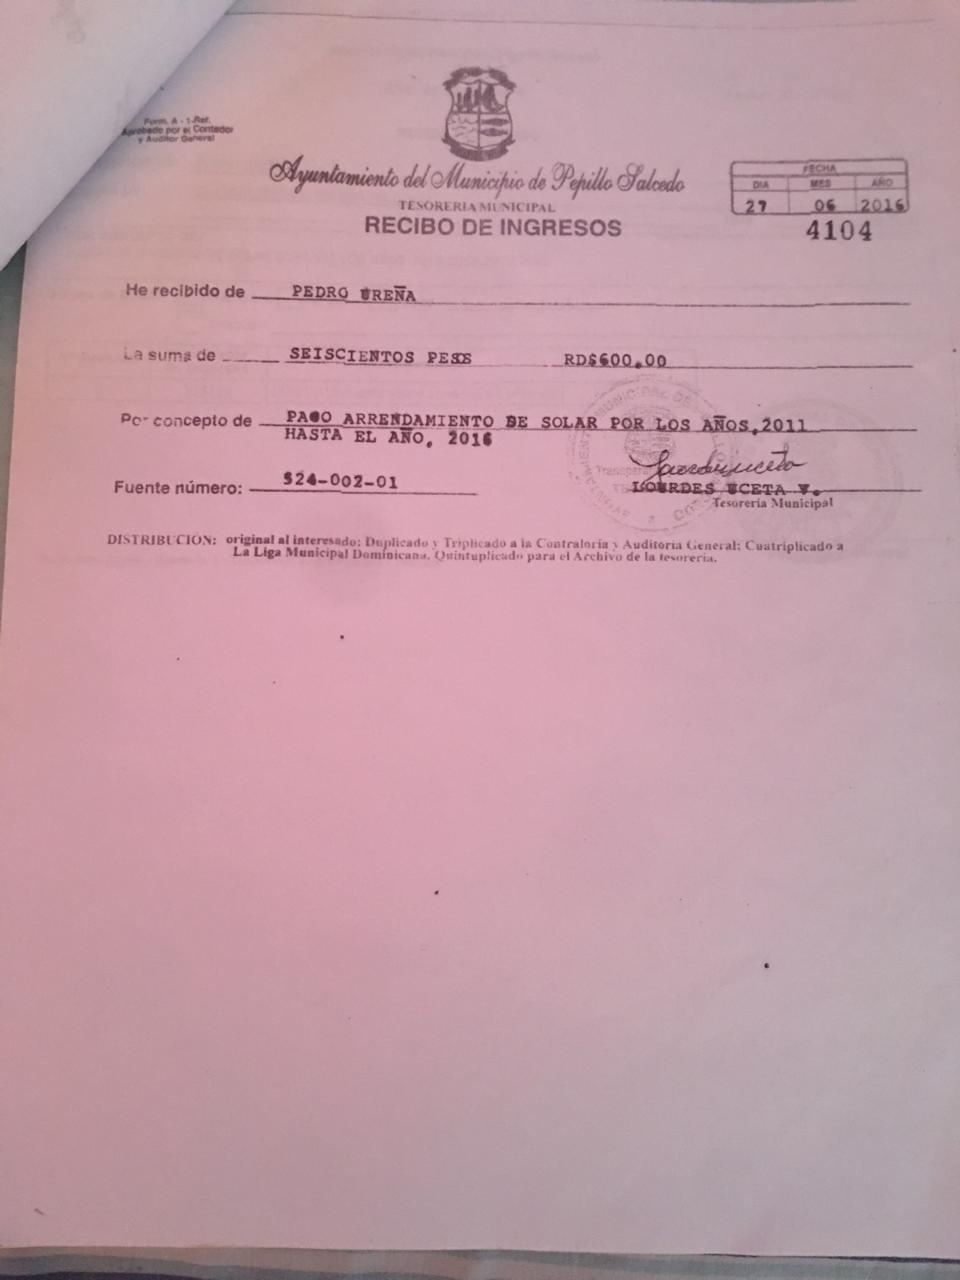 Form. A - 1-Ref.
Aprobado por el Contador
y Auditor General
Ayuntamiento del Municipio de Pepillo Salcedo
TESORERIA MUNICIPAL
RECIBO DE INGRESOS
FECHA
DIA MES AÑO
27 06 2016
4104
He recibido de PEDRO UREÑA
La suma de SEISCIENTOS PESS RD$600.00
Por concepto de PAGO ARRENDAMIENTO DE SOLAR POR LOS AÑOS,2011
HASTA EL AÑO, 2016
Fuente número: S24-002-01
LOURDES UCETA V.
Tesorería Municipal
DISTRIBUCIÓN: original al interesado; Duplicado y Triplicado a la Contraloría y Auditoría General; Cuatriplicado a
La Liga Municipal Dominicana. Quintuplicado para el Archivo de la tesorería.